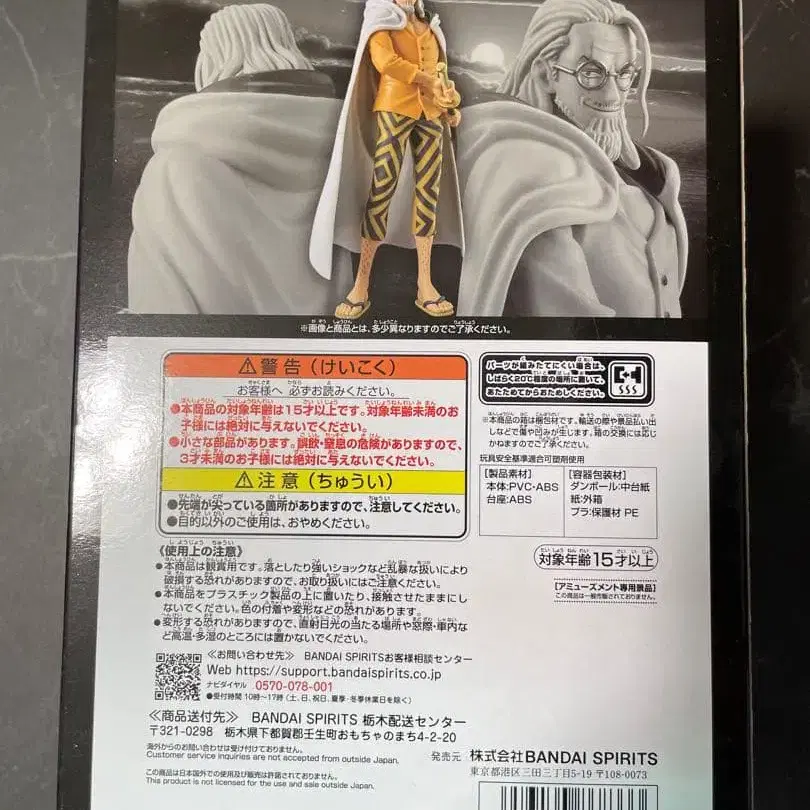 ※画像と商品とは、多少異なりますのでご了承ください。
⚠警告（けいこく）
お客様へ 必ずお読みください。
●本商品の対象年齢は15才以上です。対象年齢未満のお
子様には絶対に与えないでください。
●小さな部品があります。誤飲・窒息の危険がありますので、
3才未満のお子様には絶対に与えないでください。
⚠注意（ちゅうい）
●先端が尖っている箇所がありますので、注意してください。
●目的以外のご使用は、おやめください。
《使用上の注意》
●本商品は観賞用です。落としたり強いショックなど乱暴な扱いにより
破損する恐れがありますので、お取り扱いにはご注意ください。
●本商品をプラスチック製品の上に置いたり、接触させたままにし
ないでください。色の付着や変形などの恐れがあります。
●変形する恐れがありますので、直射日光の当たる場所や窓際・車内な
ど高温・多湿のところには置かないでください。
≪お問い合わせ先≫ BANDAI SPIRITSお客様相談センター
Web https://support.bandaispirits.co.jp
ナビダイヤル 0570-078-001
●受付時間 10時～17時（土、日、祝日、夏季・冬季休業日を除く）
≪商品送付先≫ BANDAI SPIRITS 栃木配送センター
〒321-0298 栃木県下都賀郡壬生町おもちゃのまち4-2-20
海外からのお問い合わせは受け付けておりません。
Customer service inquiries are not accepted from outside Japan.
この商品は日本国外での使用及び販売は許諾されておりません。
This product is not licensed for the use and sale outside Japan.
パーツが組みたてにくい場合は、
しばらく20℃程度の場所に置いて、
あたためてからおためしください。
SSS
※本商品の箱は梱包材です。輸送の際や景品払い出
しなどで傷や凹みが生じます。箱の交換には応じ
かねますのでご了承ください。
玩具安全基準適合可塑剤使用
[製品素材]
本体:PVC・ABS
台座:ABS
[容器包装材]
ダンボール:中台紙
紙:外箱
プラ:保護材 PE
対象年齢15才以上
[アミューズメント専用景品]
この商品は一般市販されておりません。
発売元 株式会社BANDAI SPIRITS
東京都港区三田三丁目5-19 〒108-0073